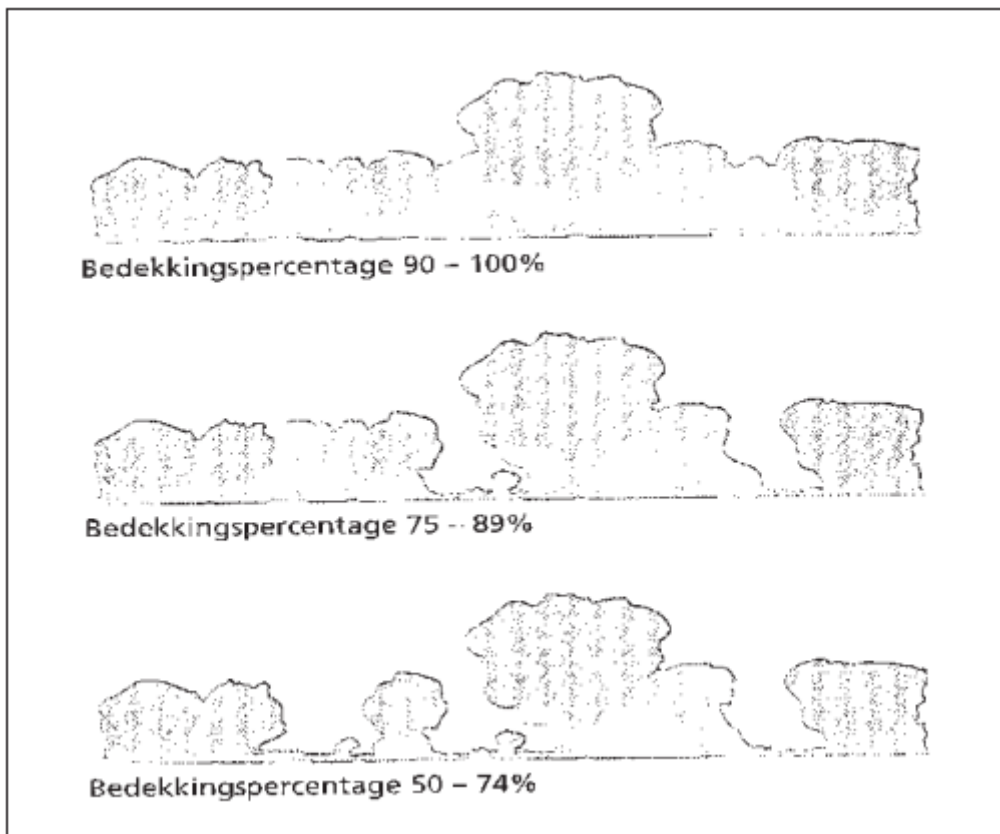 Bedekkingspercentage 90 – 100%
Bedekkingspercentage 75 – 89%
Bedekkingspercentage 50 – 74%